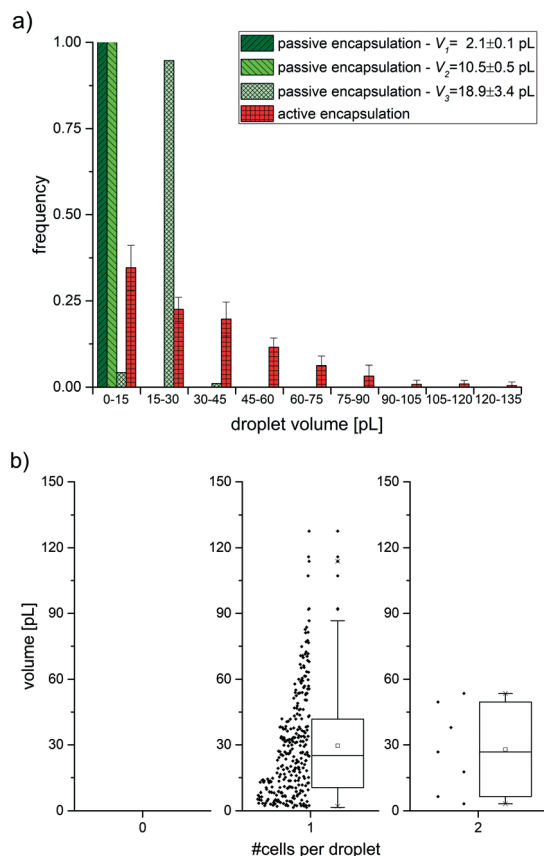 a)
passive encapsulation - V1= 2.1±0.1 pL
passive encapsulation - V2=10.5±0.5 pL
passive encapsulation - V3=18.9±3.4 pL
active encapsulation
1.00
0.75
0.50
0.25
0.00
frequency
0-15 15-30 30-45 45-60 60-75 75-90 90-105 105-120 120-135
droplet volume [pL]
b)
150 150 150
120 120 120
90 90 90
60 60 60
30 30 30
0 0 0
volume [pL]
0 1 2
#cells per droplet